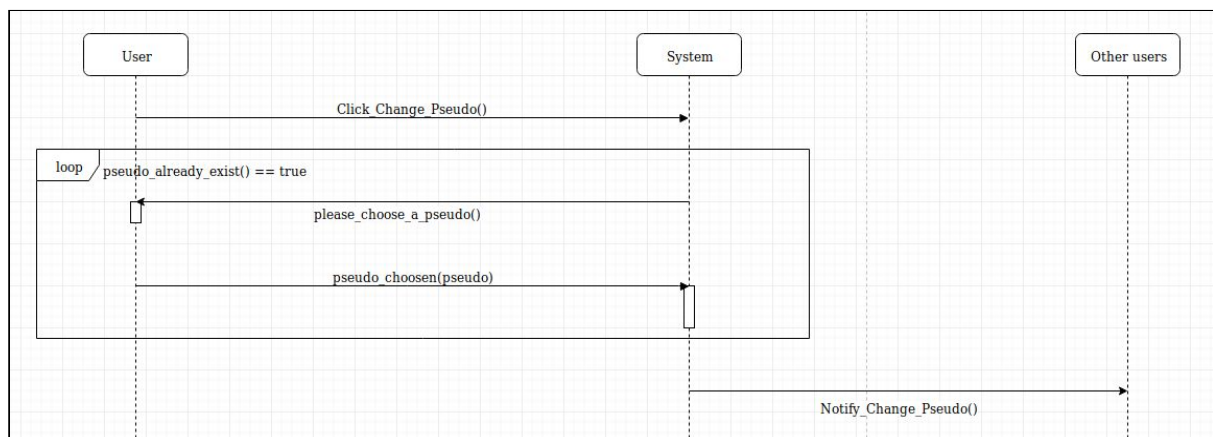 User
System
Other users
Click_Change_Pseudo()
loop
pseudo_already_exist() == true
please_choose_a_pseudo()
pseudo_choosen(pseudo)
Notify_Change_Pseudo()